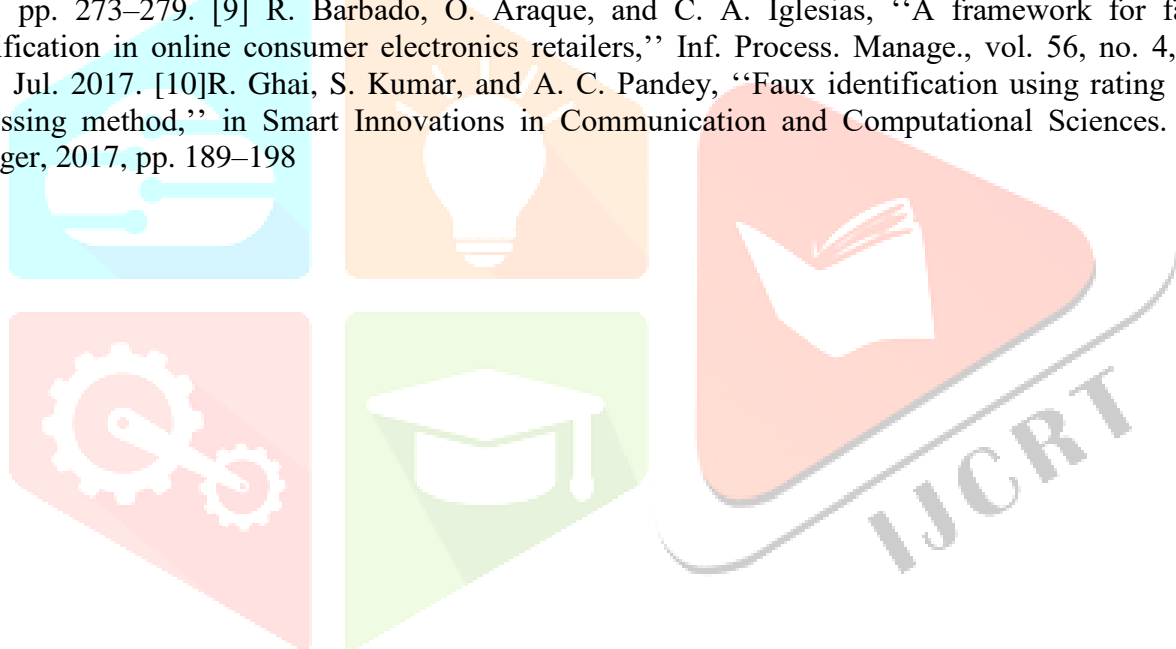 pp. 273–279. [9] R. Barbado, O. Araque, and C. A. Iglesias, ‘‘A framework for
ification in online consumer electronics retailers,’’ Inf. Process. Manage., vol. 56, no. 4,
Jul. 2017. [10]R. Ghai, S. Kumar, and A. C. Pandey, ‘‘Faux identification using rating
ssing method,’’ in Smart Innovations in Communication and Computational Sciences.
ger, 2017, pp. 189–198
IJCRT